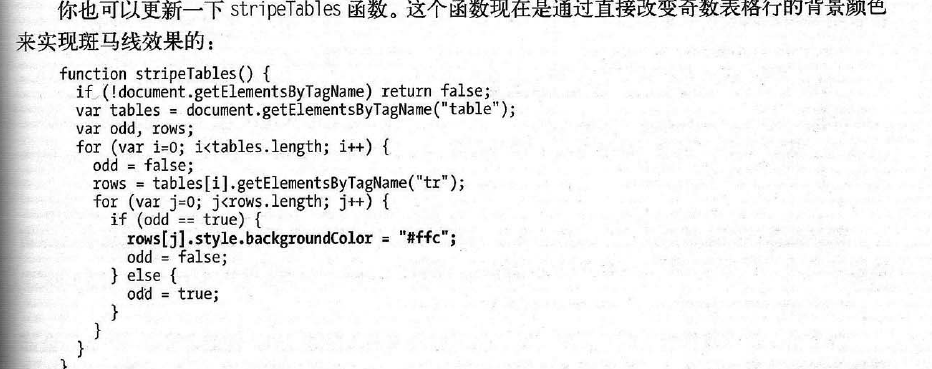 你也可以更新一下 stripeTables 函数。这个函数现在是通过直接改变奇数表格行的背景颜色
来实现斑马线效果的：
function stripeTables() {
if (!document.getElementsByTagName) return false;
var tables = document.getElementsByTagName("table");
var odd, rows;
for (var i=0; i<tables.length; i++) {
odd = false;
rows = tables[i].getElementsByTagName("tr");
for (var j=0; j<rows.length; j++) {
if (odd == true) {
rows[j].style.backgroundColor = "#ffc";
odd = false;
} else {
odd = true;
}
}
}
}